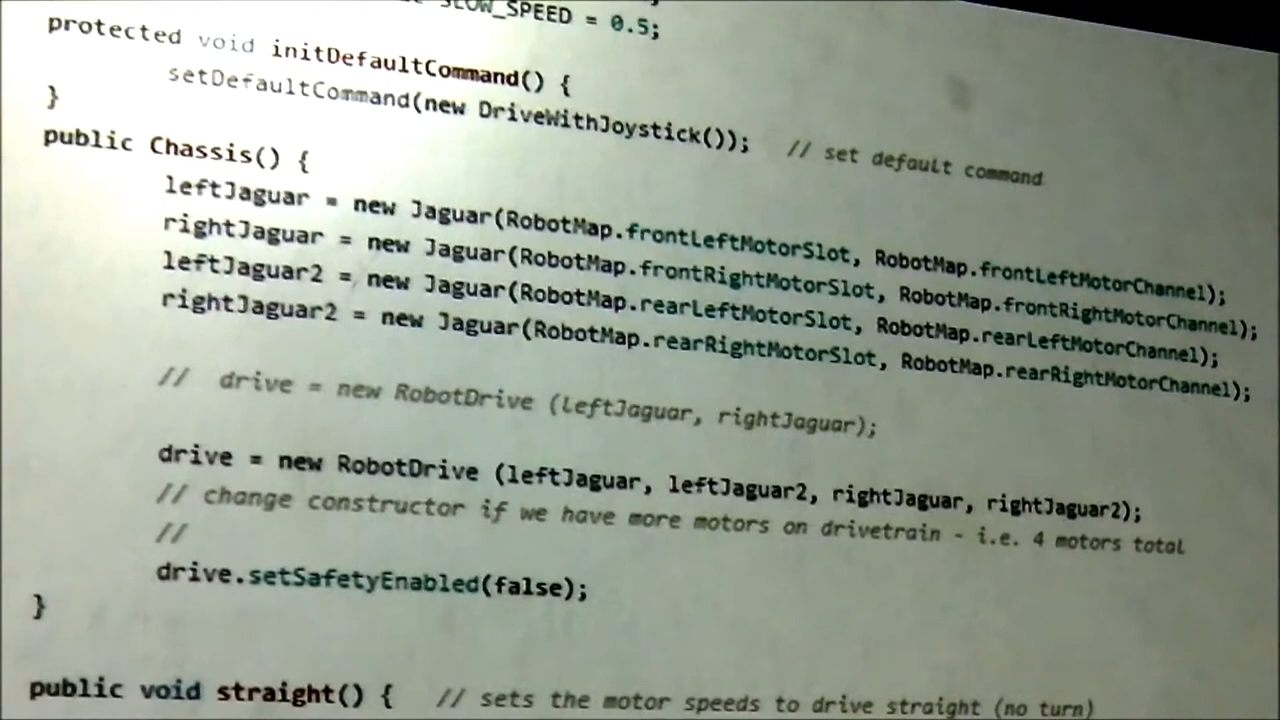 SLOW_SPEED = 0.5;
protected void initDefaultCommand() {
setDefaultCommand(new DriveWithJoystick()); // set default command
}
public Chassis() {
leftJaguar = new Jaguar(RobotMap.frontLeftMotorSlot, RobotMap.frontLeftMotorChannel);
rightJaguar = new Jaguar(RobotMap.frontRightMotorSlot, RobotMap.frontRightMotorChannel);
leftJaguar2 = new Jaguar(RobotMap.rearLeftMotorSlot, RobotMap.rearLeftMotorChannel);
rightJaguar2 = new Jaguar(RobotMap.rearRightMotorSlot, RobotMap.rearRightMotorChannel);
// drive = new RobotDrive (leftJaguar, rightJaguar);
drive = new RobotDrive (leftJaguar, leftJaguar2, rightJaguar, rightJaguar2);
// change constructor if we have more motors on drivetrain - i.e. 4 motors total
//
drive.setSafetyEnabled(false);
}
public void straight() { // sets the motor speeds to drive straight (no turn)